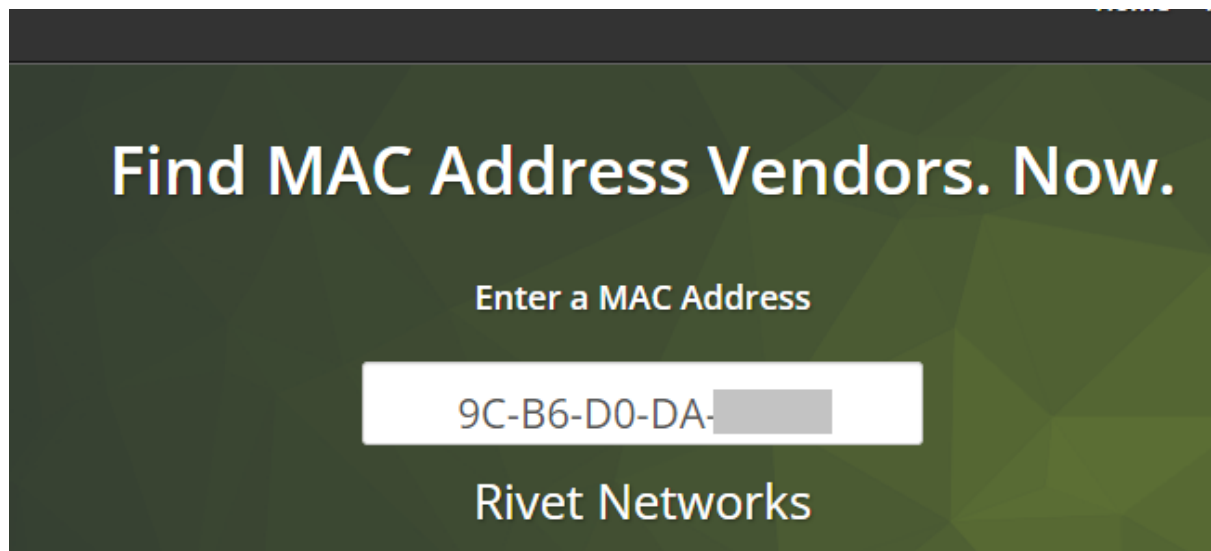 Find MAC Address Vendors. Now.
Enter a MAC Address
9C-B6-D0-DA-
Rivet Networks